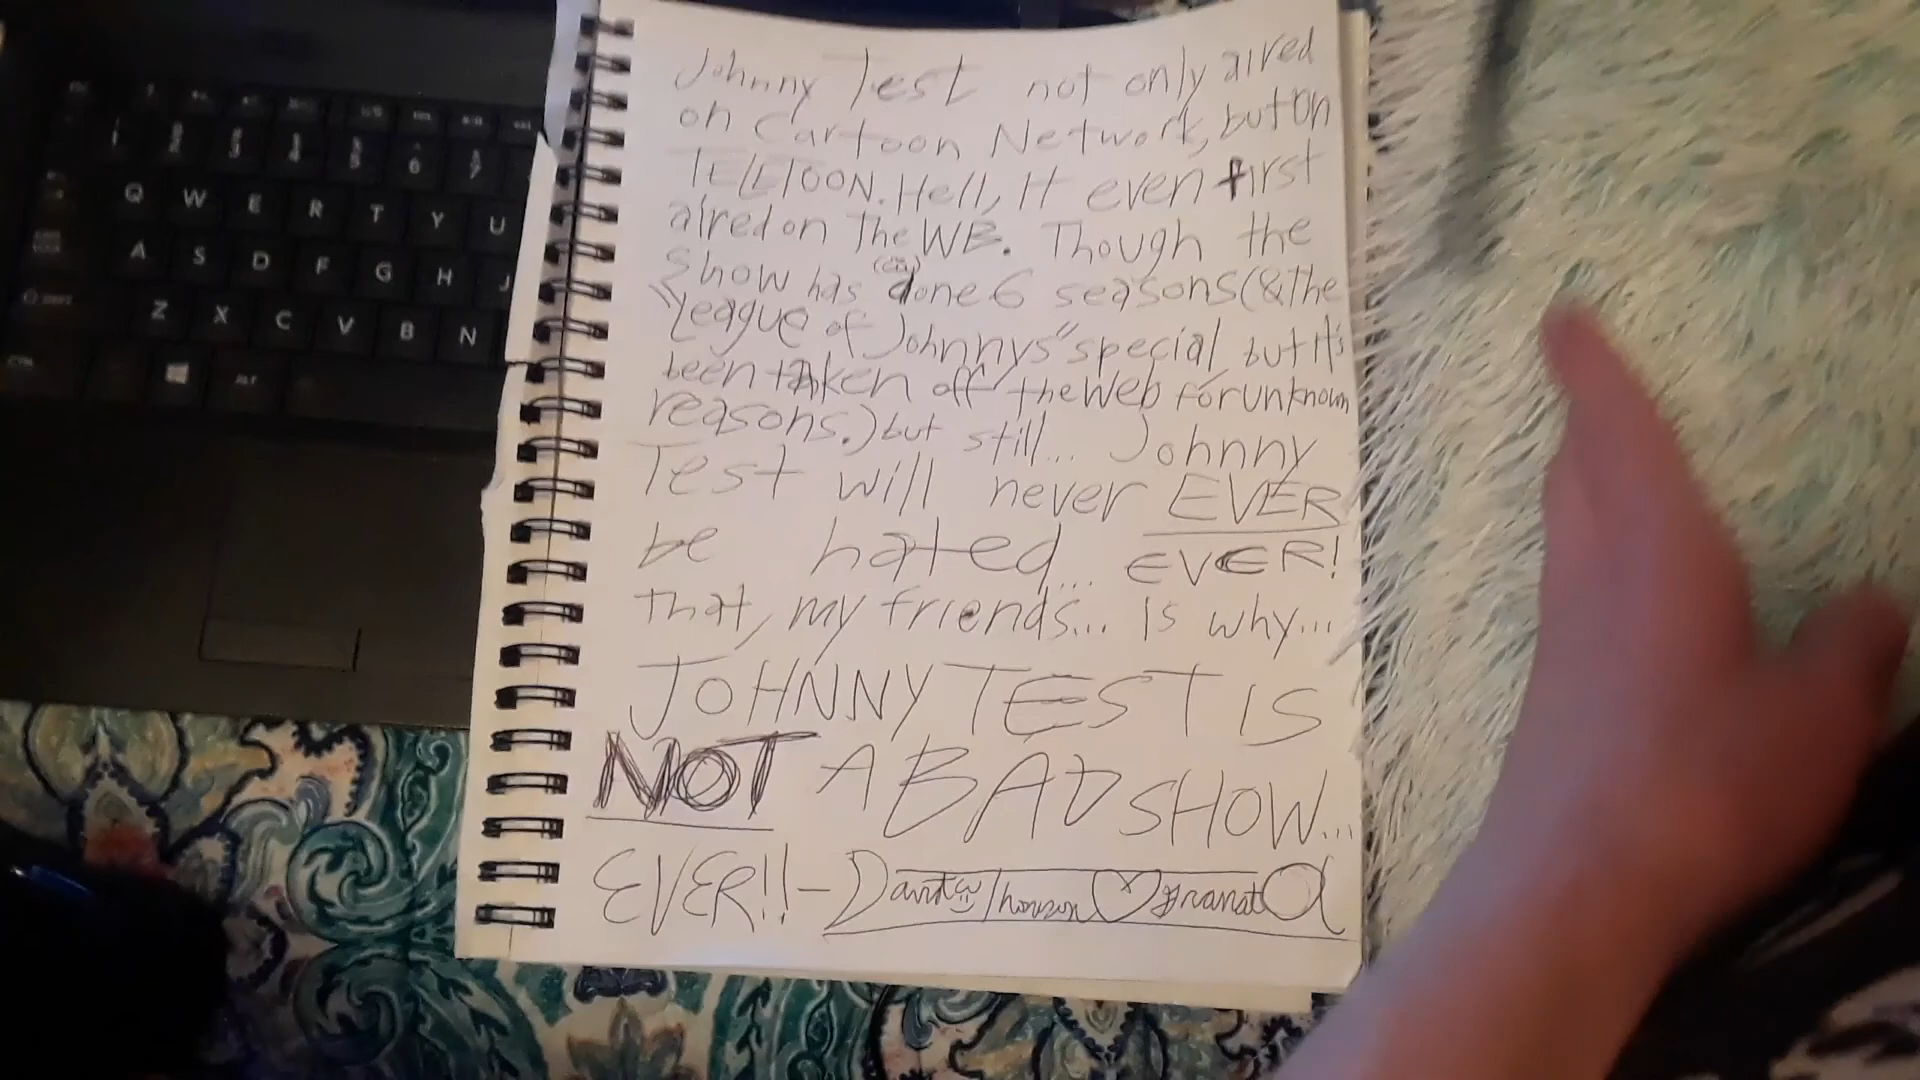 Johnny Test not only aired
on Cartoon Network, but on
TELETOON. Hell, It even first
aired on The WB. Though the
show has done 6 seasons (& the
"League of Johnnys" special but It's
been taken off the Web for unknown
reasons.) but still... Johnny
Test will never EVER
be hated... EVER!
that, my friends... Is why...
JOHNNY TEST IS
NOT A BAD SHOW...
EVER!! - David Thomson
Q W E R T Y U
A S D F G H J
Z X C V B N
ALT